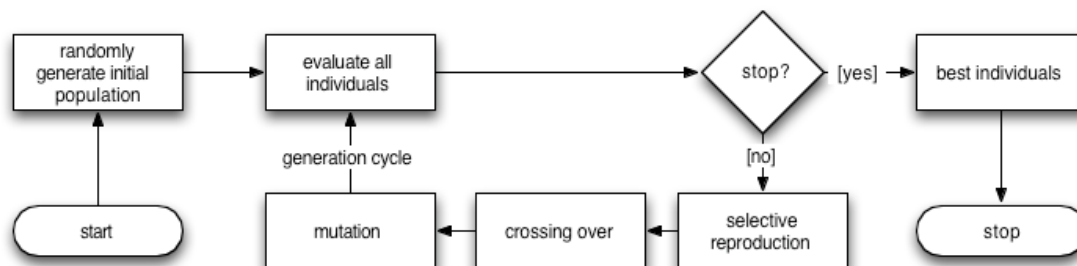 randomly
generate initial
population
evaluate all
individuals
stop?
[yes]
best individuals
generation cycle
[no]
start
mutation
crossing over
selective
reproduction
stop